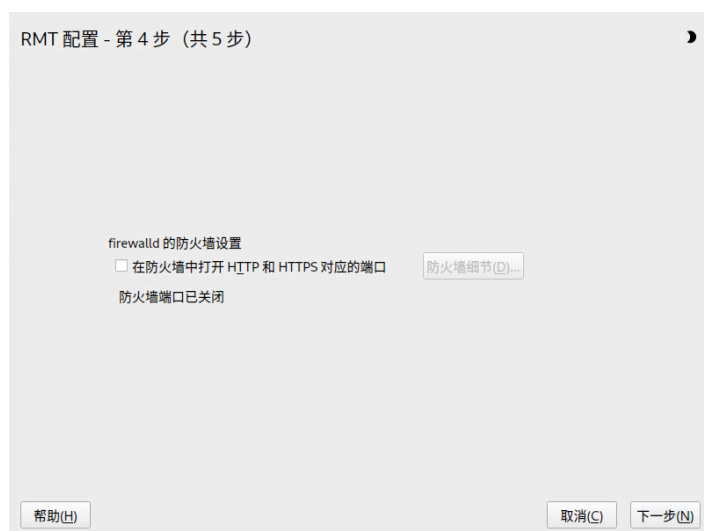 RMT 配置 - 第 4 步（共 5 步）
firewalld 的防火墙设置
在防火墙中打开 HTTP 和 HTTPS 对应的端口
防火墙细节(D)...
防火墙端口已关闭
帮助(H)
取消(C)
下一步(N)